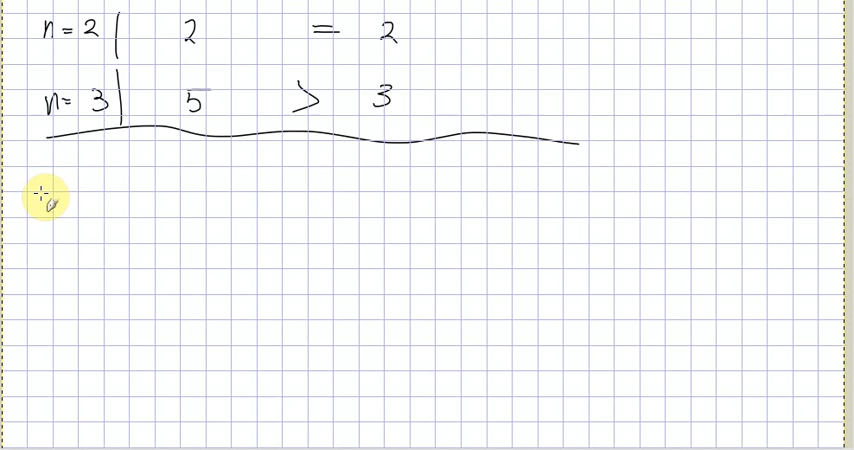 n = 2 | 2 = 2
n = 3 | 5 > 3